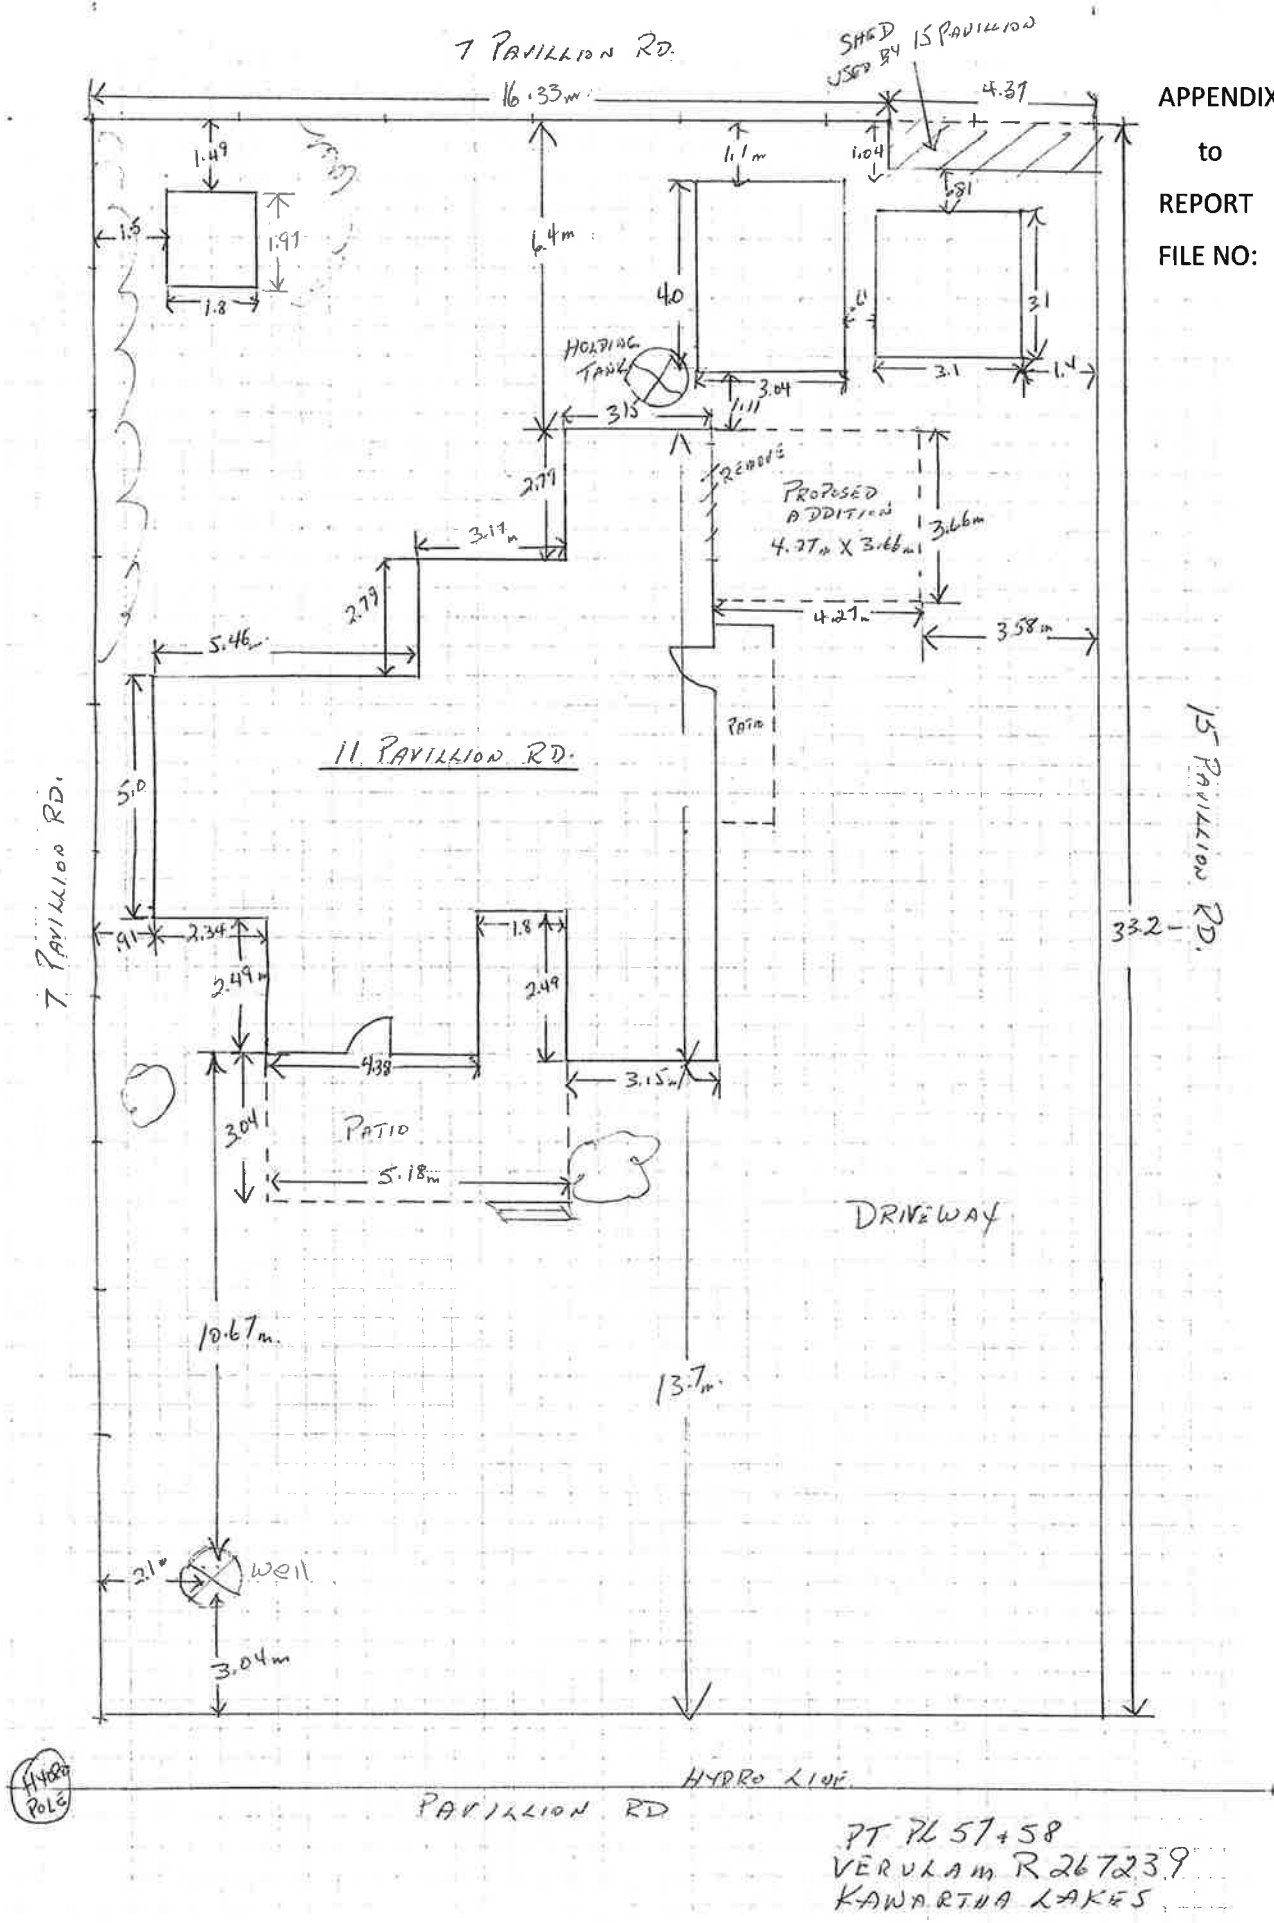 7 PAVILLION RD.
SHED
USED BY 15 PAVILLION
16.33m.
4.37
APPENDIX
to
REPORT
FILE NO:
1.49
1.1m
1.04
.81
1.5
1.97
1.8
6.4m
4.0
3.1
HOLDING
TANK
3.04
3.1
1.4
3.15
1.11
REMOVE
2.79
PROPOSED
ADDITION
4.27m X 3.66m
3.66m
3.17m
2.79
4.27m
3.58m
5.46m
PATIO
11 PAVILLION RD.
5.0
7 PAVILLION RD.
15 PAVILLION RD.
.91
2.34
1.8
33.2
2.49m
2.49
4.38
3.15m
3.04
PATIO
5.18m
DRIVEWAY
10.67m.
13.7m.
2.1m
well
3.04m
HYDRO
POLE
HYDRO LINE.
PAVILLION RD
PT PL 57+58
VERULAM R 267239
KAWARTHA LAKES